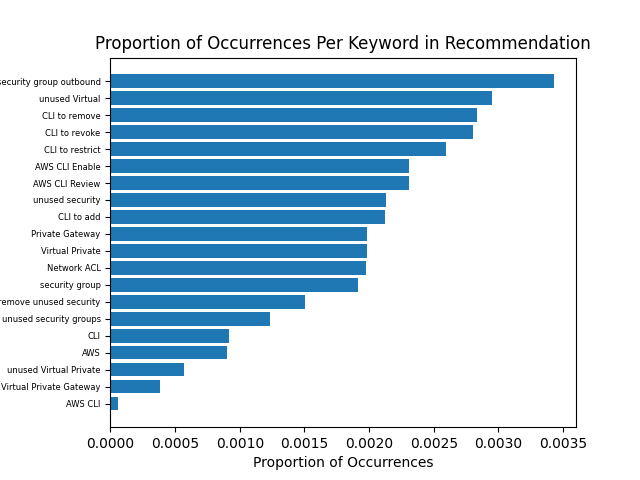 Proportion of Occurrences Per Keyword in Recommendation
security group outbound
unused Virtual
CLI to remove
CLI to revoke
CLI to restrict
AWS CLI Enable
AWS CLI Review
unused security
CLI to add
Private Gateway
Virtual Private
Network ACL
security group
remove unused security
unused security groups
CLI
AWS
unused Virtual Private
Virtual Private Gateway
AWS CLI
0.0000 0.0005 0.0010 0.0015 0.0020 0.0025 0.0030 0.0035
Proportion of Occurrences